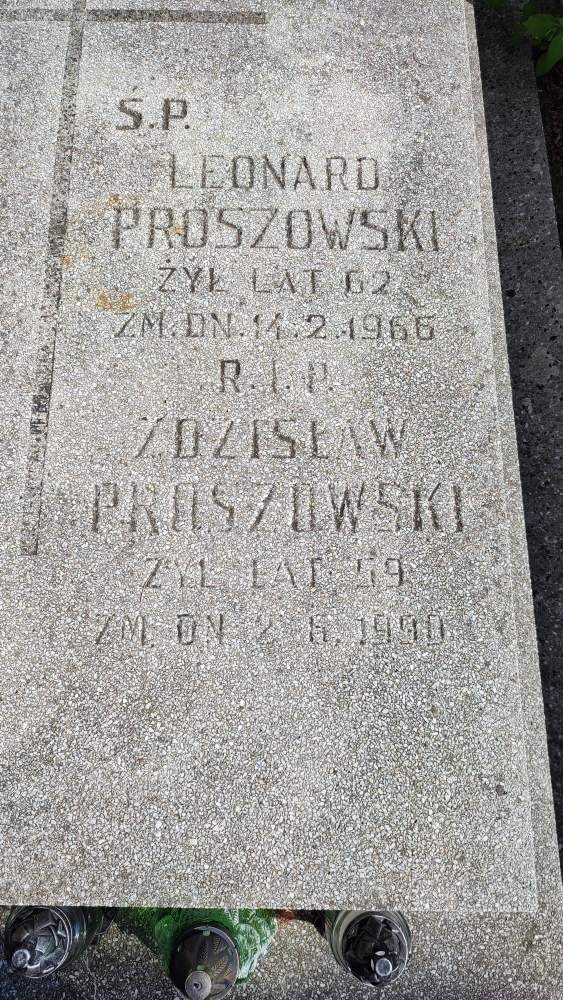 Ś.P.
LEONARD
PROSZOWSKI
ŻYŁ LAT 62
ZM. DN. 14.2.1966
R.I.P.
ZDZISŁAW
PROSZOWSKI
ŻYŁ LAT 59
ZM. DN 2.6.1990